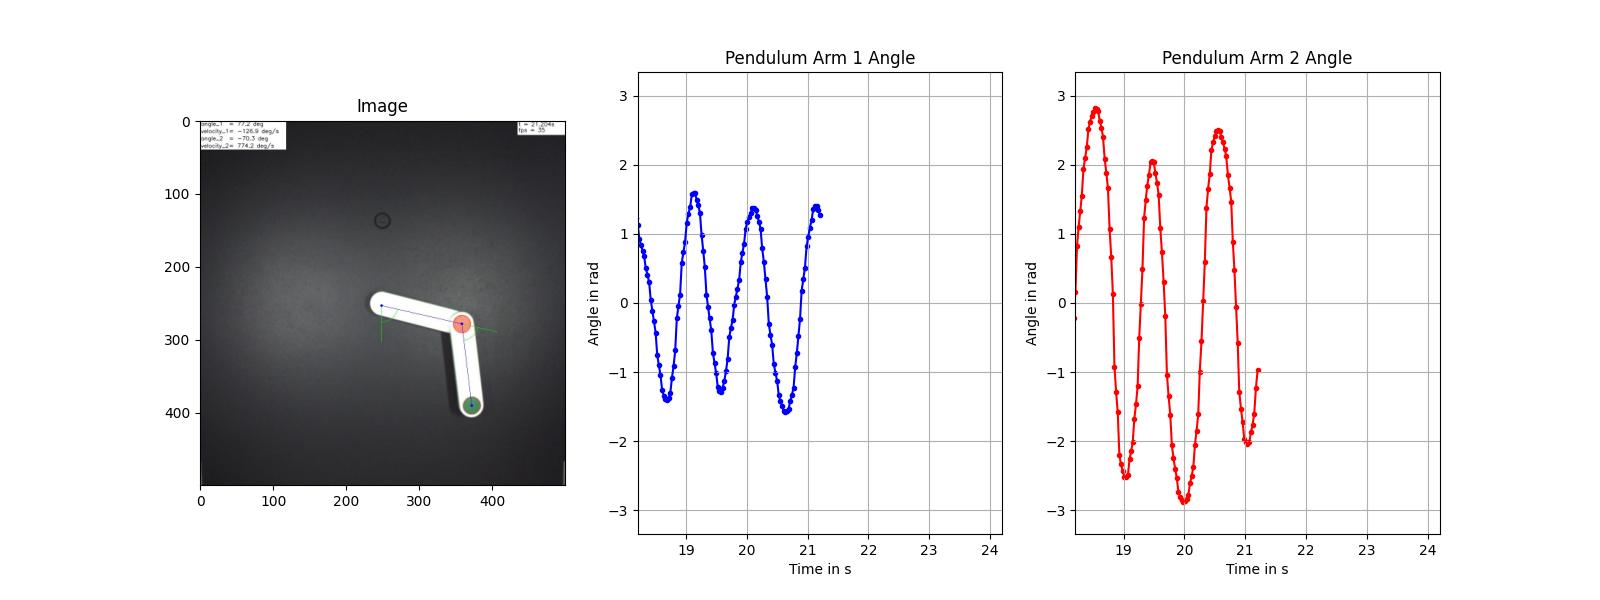 Image
angle_1 = 77.2 deg
velocity_1= -126.9 deg/s
angle_2 = -70.3 deg
velocity_2= 774.2 deg/s
t = 21.204s
fps = 35
0
100
200
300
400
0 100 200 300 400
Pendulum Arm 1 Angle
Angle in rad
3
2
1
0
−1
−2
−3
19 20 21 22 23 24
Time in s
Pendulum Arm 2 Angle
Angle in rad
3
2
1
0
−1
−2
−3
19 20 21 22 23 24
Time in s